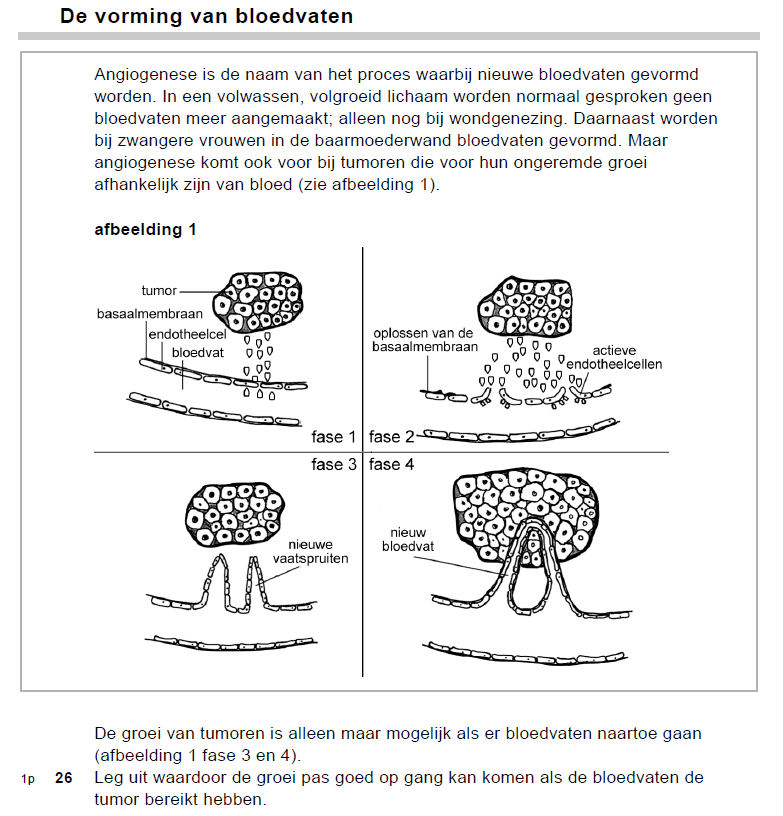 De vorming van bloedvaten
Angiogenese is de naam van het proces waarbij nieuwe bloedvaten gevormd
worden. In een volwassen, volgroeid lichaam worden normaal gesproken geen
bloedvaten meer aangemaakt; alleen nog bij wondgenezing. Daarnaast worden
bij zwangere vrouwen in de baarmoederwand bloedvaten gevormd. Maar
angiogenese komt ook voor bij tumoren die voor hun ongeremde groei
afhankelijk zijn van bloed (zie afbeelding 1).
afbeelding 1
tumor
basaalmembraan
endotheelcel
bloedvat
fase 1
oplossen van de
basaalmembraan
actieve
endotheelcellen
fase 2
fase 3
nieuwe
vaatspruiten
fase 4
nieuw
bloedvat
De groei van tumoren is alleen maar mogelijk als er bloedvaten naartoe gaan
(afbeelding 1 fase 3 en 4).
1p 26 Leg uit waardoor de groei pas goed op gang kan komen als de bloedvaten de
tumor bereikt hebben.